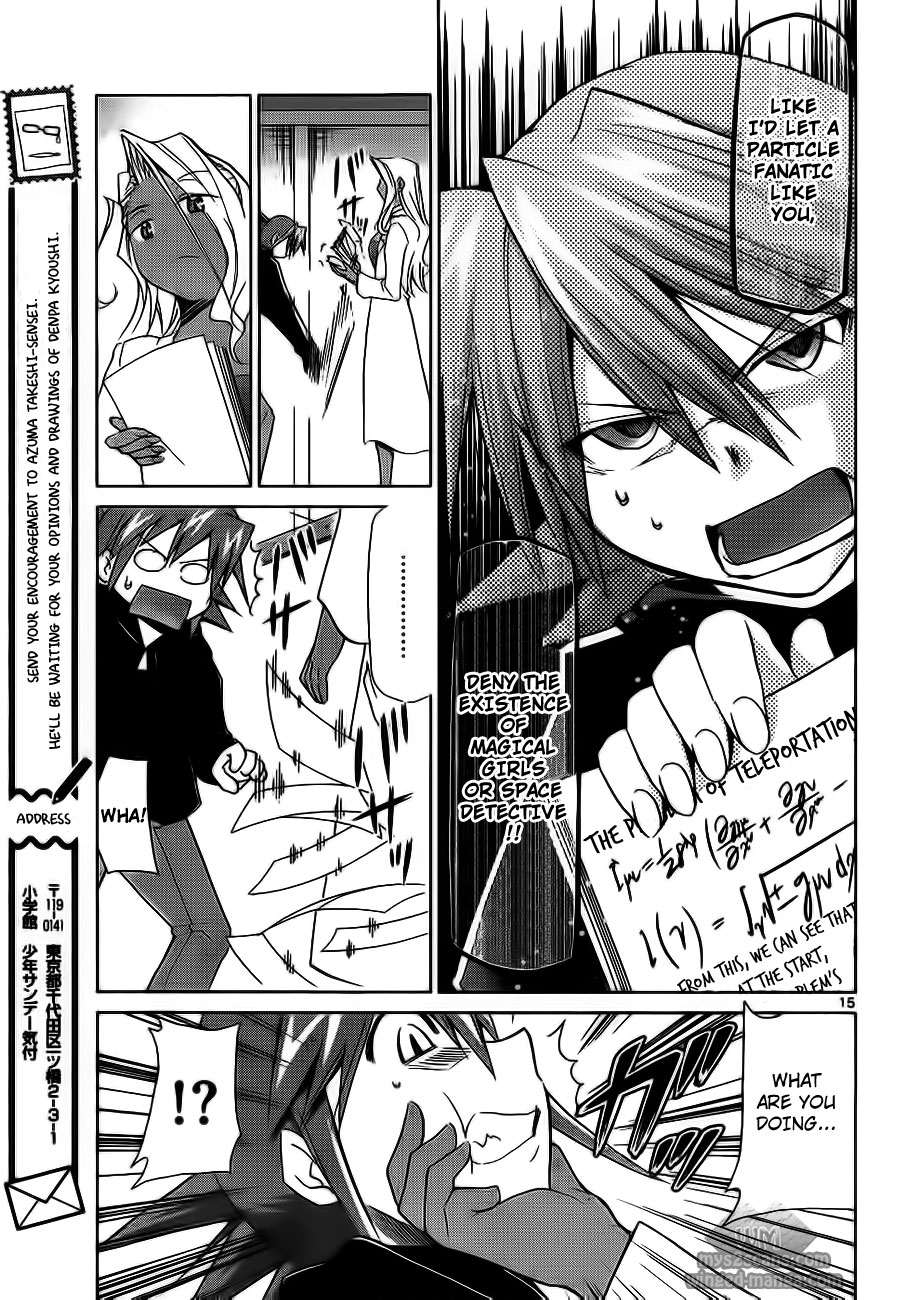 LIKE
I'D LET A
PARTICLE
FANATIC
LIKE
YOU,
DENY THE
EXISTENCE
OF
MAGICAL
GIRLS
OR SPACE
DETECTIVE
!!
OF TELEPORTATION
FROM THIS, WE CAN SEE THAT
AT THE START,
15
.........
WHA!
WHAT
ARE YOU
DOING...
ガッ
!?
SEND YOUR ENCOURAGEMENT TO AZUMA TAKESHI-SENSEI.
HE'LL BE WAITING FOR YOUR OPINIONS AND DRAWINGS OF DENPA KYOUSHI.
ADDRESS
〒119-0141 東京都千代田区一ツ橋2-3-1
小学館 少年サンデー気付